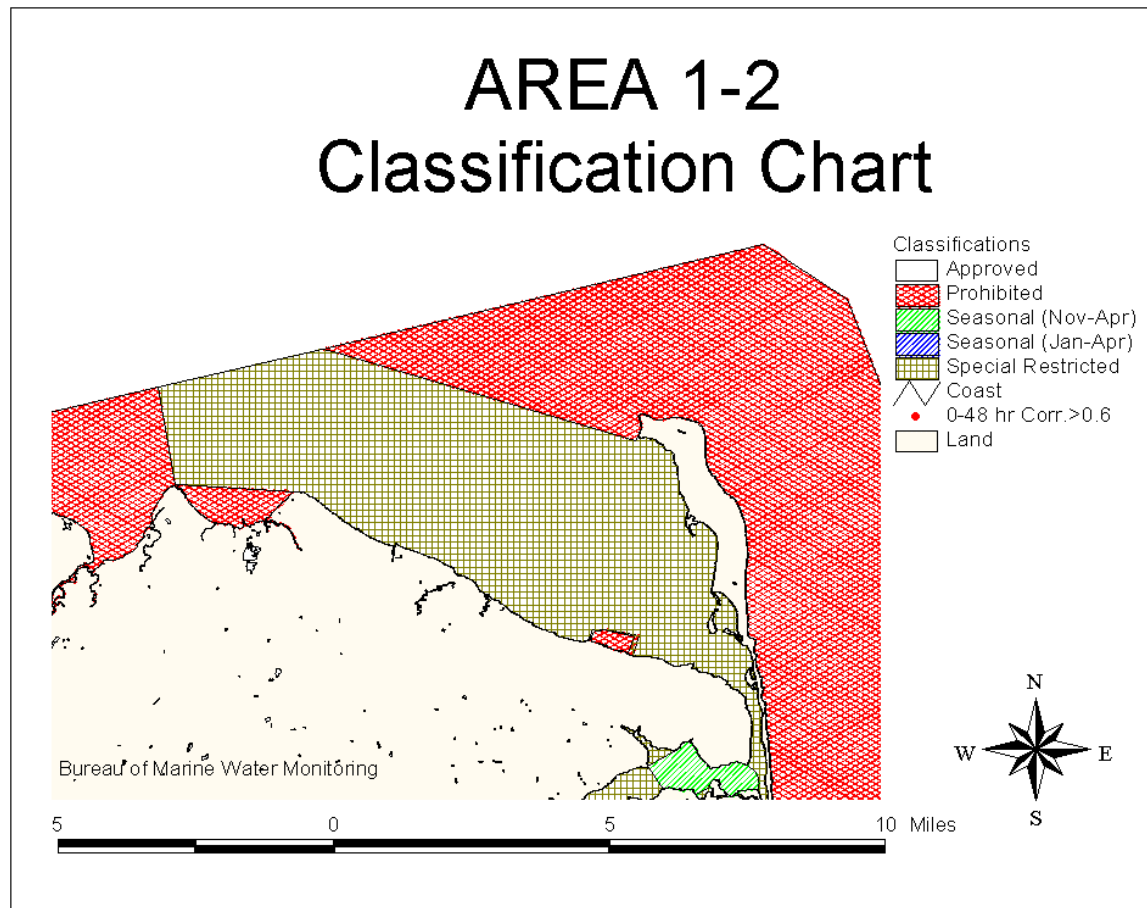 AREA 1-2
Classification Chart
Classifications
Approved
Prohibited
Seasonal (Nov-Apr)
Seasonal (Jan-Apr)
Special Restricted
Coast
0-48 hr Corr.>0.6
Land
N
W E
S
Bureau of Marine Water Monitoring
5 0 5 10 Miles